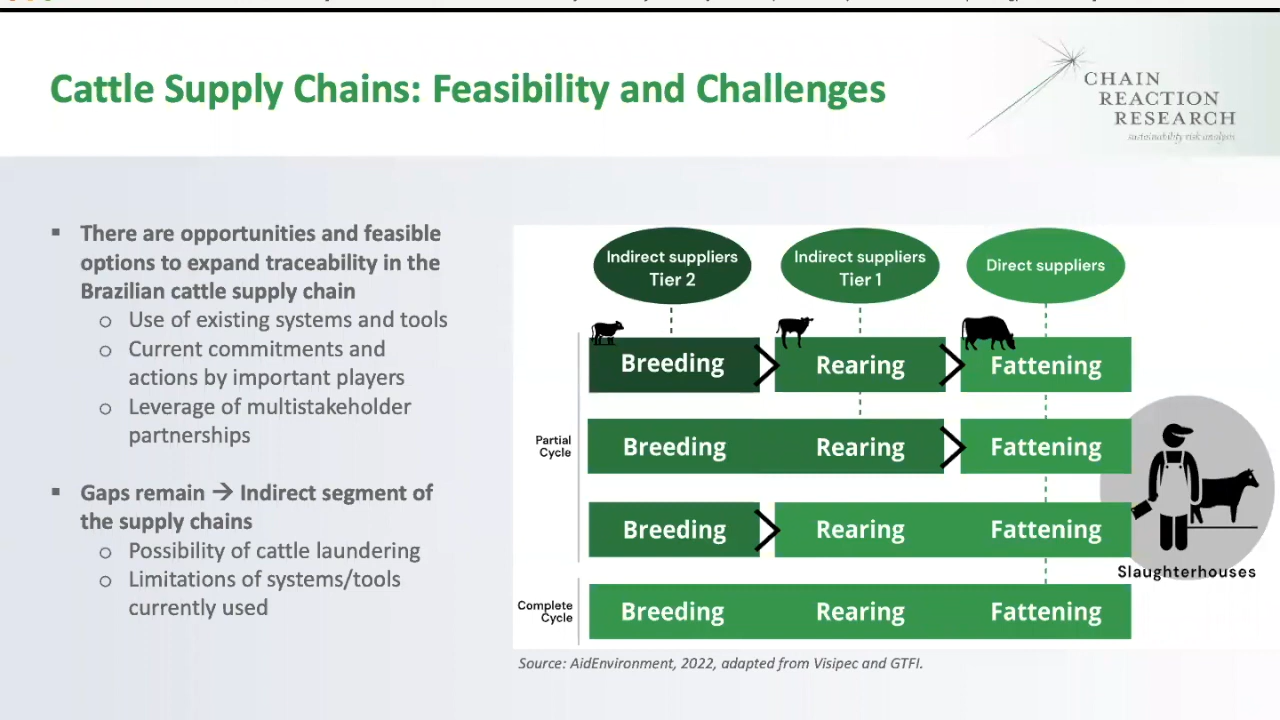 Cattle Supply Chains: Feasibility and Challenges
CHAIN
REACTION
RESEARCH
sustainability risk analysis
▪ There are opportunities and feasible
options to expand traceability in the
Brazilian cattle supply chain
o Use of existing systems and tools
o Current commitments and
actions by important players
o Leverage of multistakeholder
partnerships
▪ Gaps remain → Indirect segment of
the supply chains
o Possibility of cattle laundering
o Limitations of systems/tools
currently used
Indirect suppliers
Tier 2
Indirect suppliers
Tier 1
Direct suppliers
Breeding
Rearing
Fattening
Partial
Cycle
Breeding
Rearing
Fattening
Breeding
Rearing
Fattening
Slaughterhouses
Complete
Cycle
Breeding
Rearing
Fattening
Source: AidEnvironment, 2022, adapted from Visipec and GTFI.